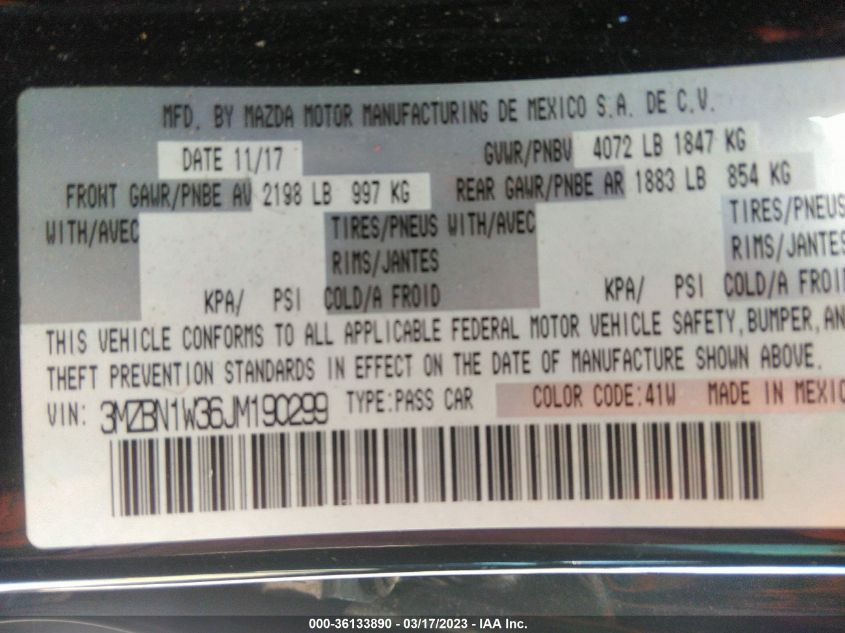 MFD. BY MAZDA MOTOR MANUFACTURING DE MEXICO S.A. DE C.V.
DATE 11/17 GVWR/PNBV 4072 LB 1847 KG
FRONT GAWR/PNBE AV 2198 LB 997 KG REAR GAWR/PNBE AR 1883 LB 854 KG
WITH/AVEC TIRES/PNEUS WITH/AVEC TIRES/PNEUS
RIMS/JANTES RIMS/JANTES
KPA/ PSI COLD/A FROID KPA/ PSI COLD/A FROID
THIS VEHICLE CONFORMS TO ALL APPLICABLE FEDERAL MOTOR VEHICLE SAFETY, BUMPER, AN
THEFT PREVENTION STANDARDS IN EFFECT ON THE DATE OF MANUFACTURE SHOWN ABOVE.
VIN: 3MZBN1W36JM190299 TYPE:PASS CAR COLOR CODE:41W MADE IN MEXIC
000-36133890 - 03/17/2023 - IAA Inc.